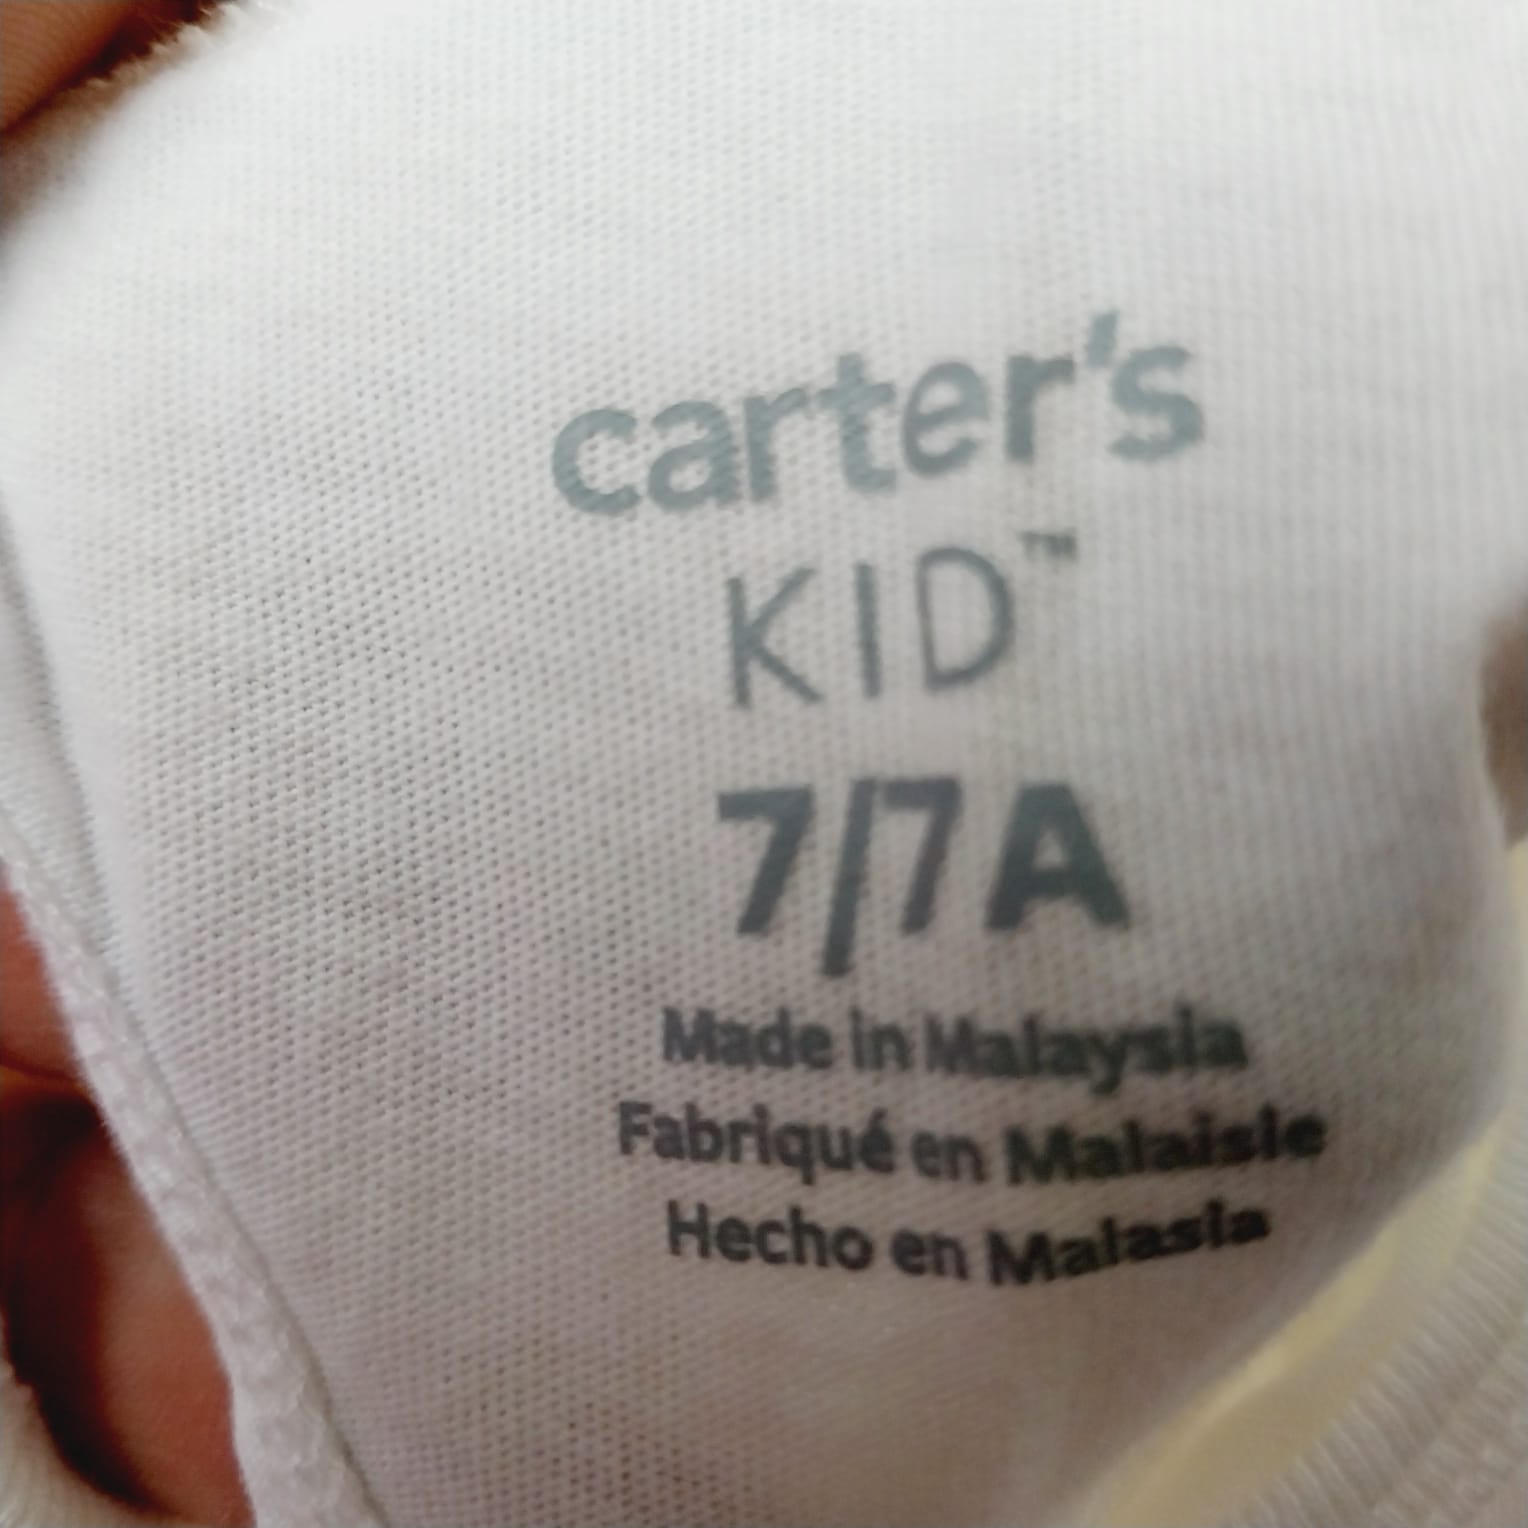 carter's
KID™
7/7A
Made in Malaysia
Fabriqué en Malaisie
Hecho en Malasia